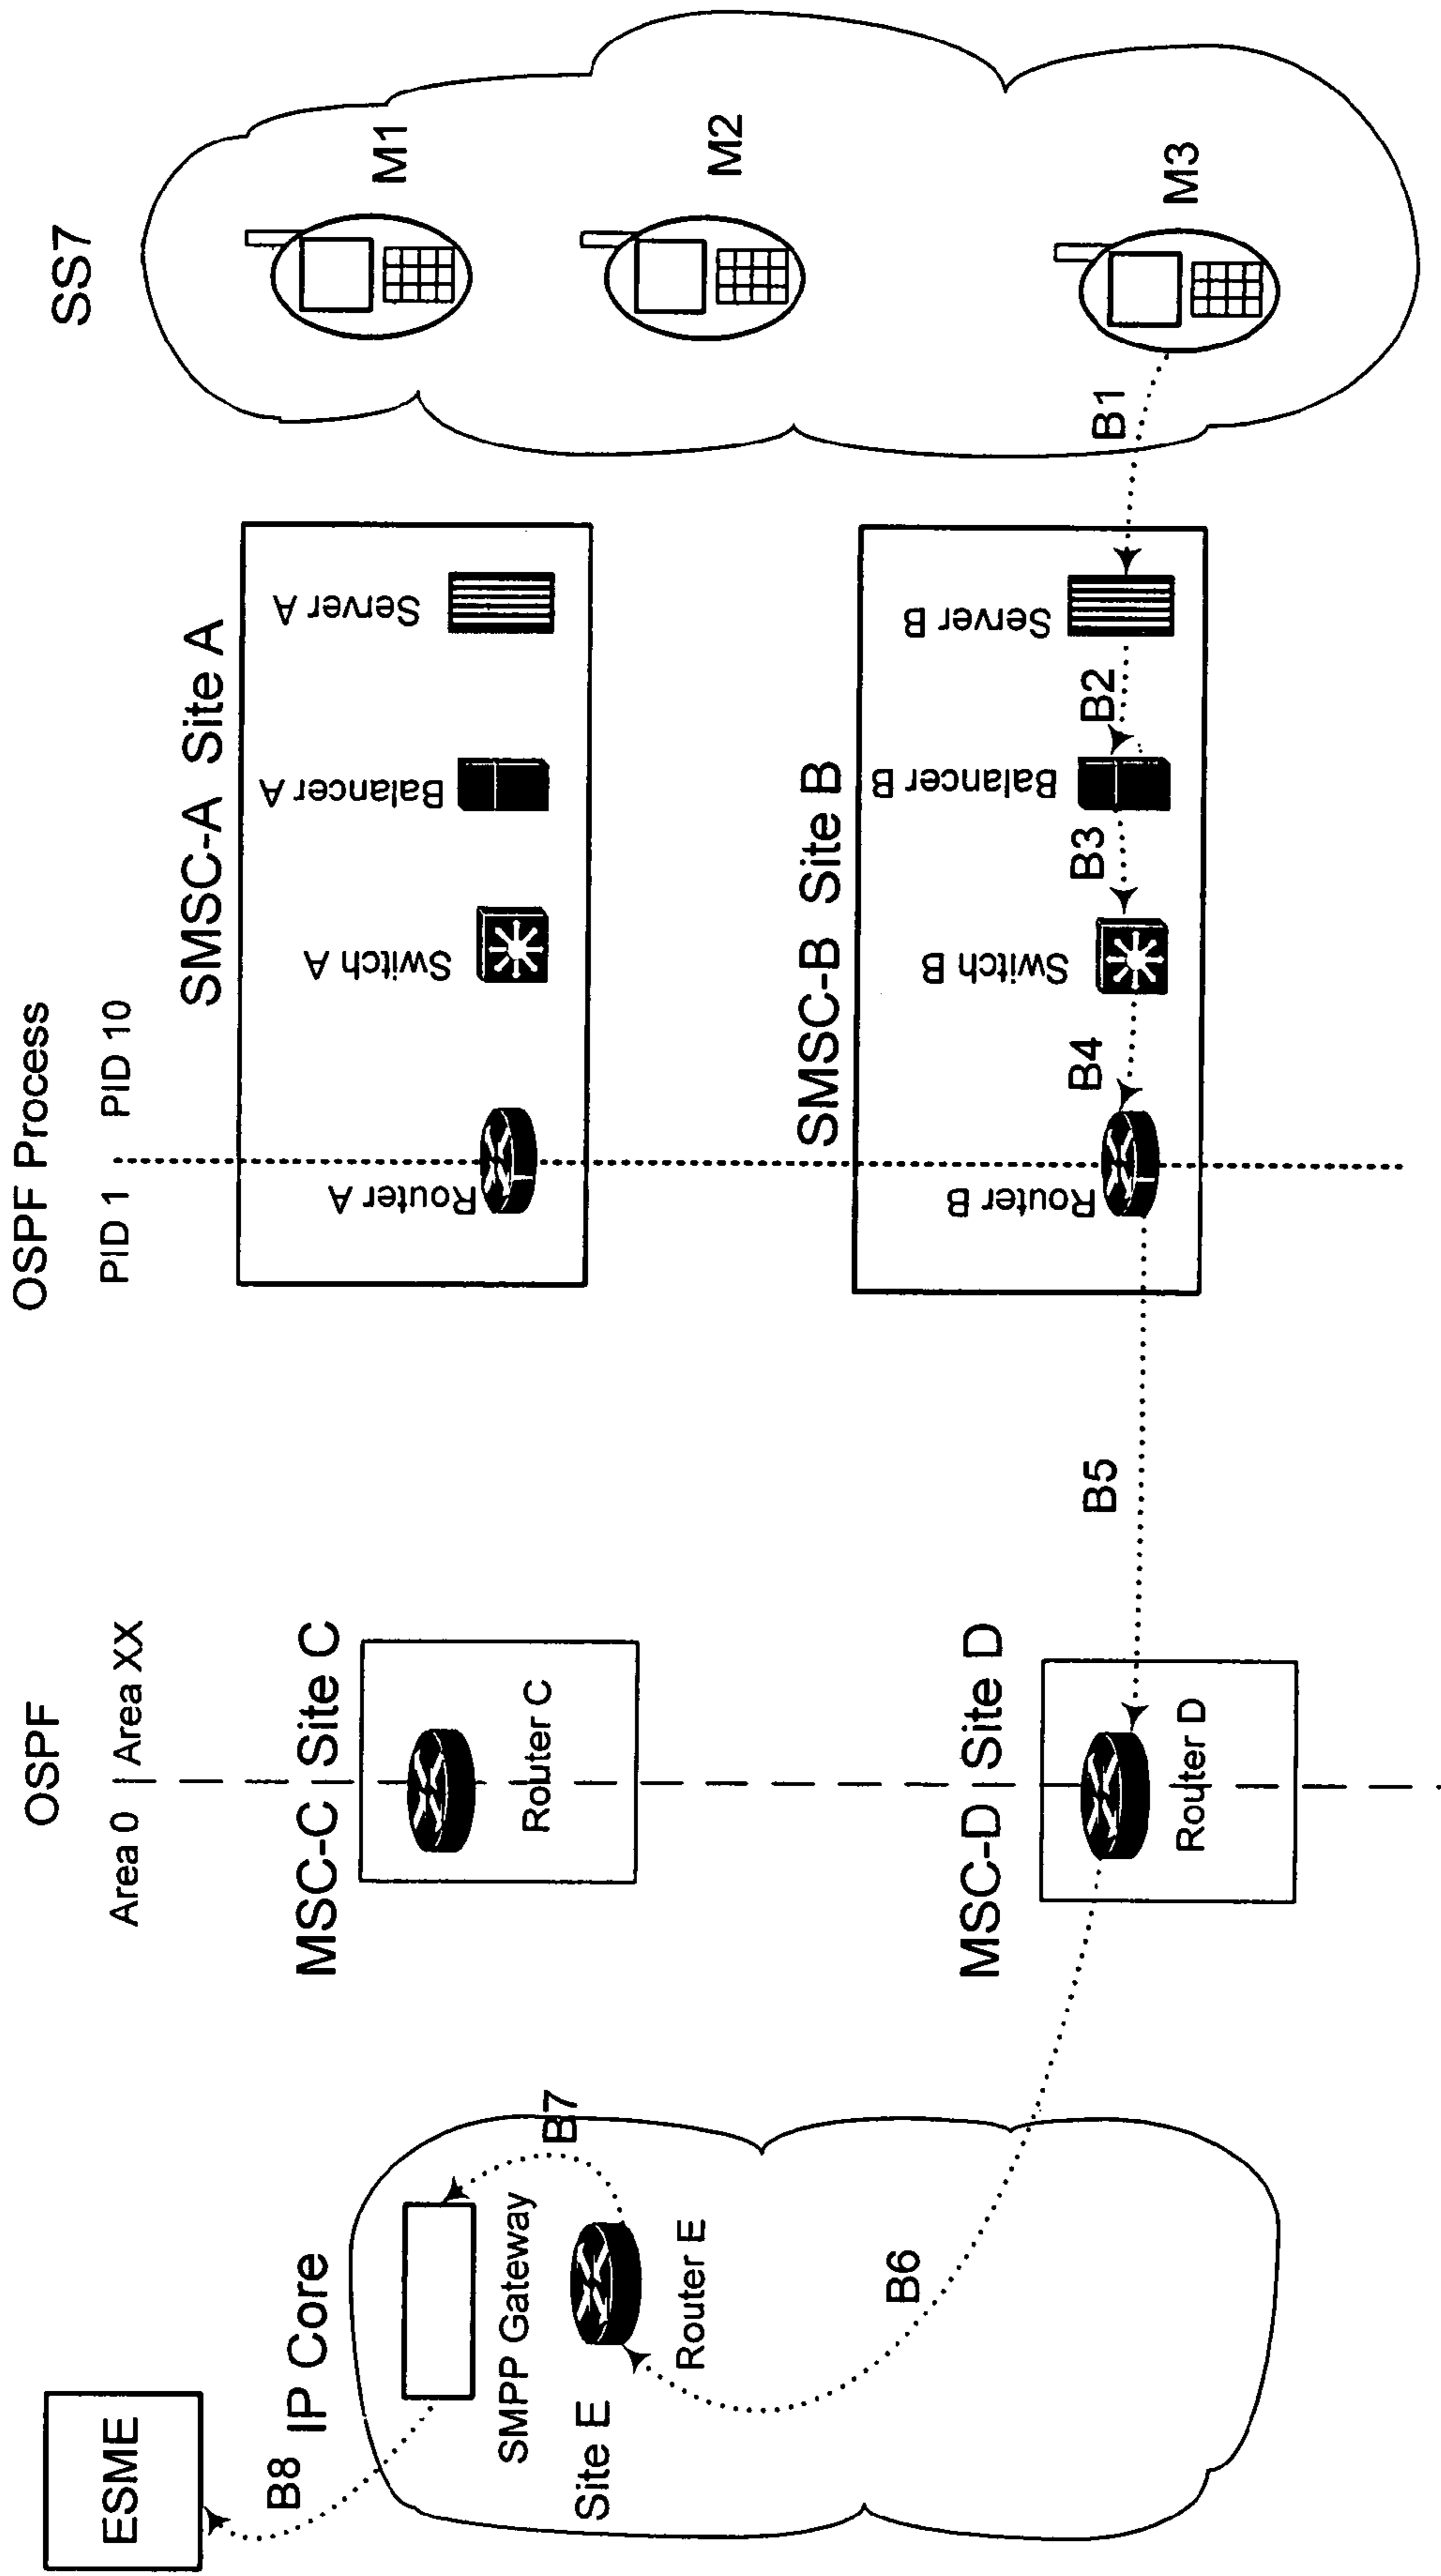 OSPF
OSPF Process
SS7
Area 0 | Area XX
PID 1 PID 10
ESME
B8
IP Core
SMPP Gateway
B7
Site E
Router E
B6
MSC-C Site C
Router C
MSC-D Site D
Router D
B5
SMSC-A Site A
Router A
Switch A
Balancer A
Server A
SMSC-B Site B
Router B
Switch B
Balancer B
Server B
B4
B3
B2
B1
M1
M2
M3